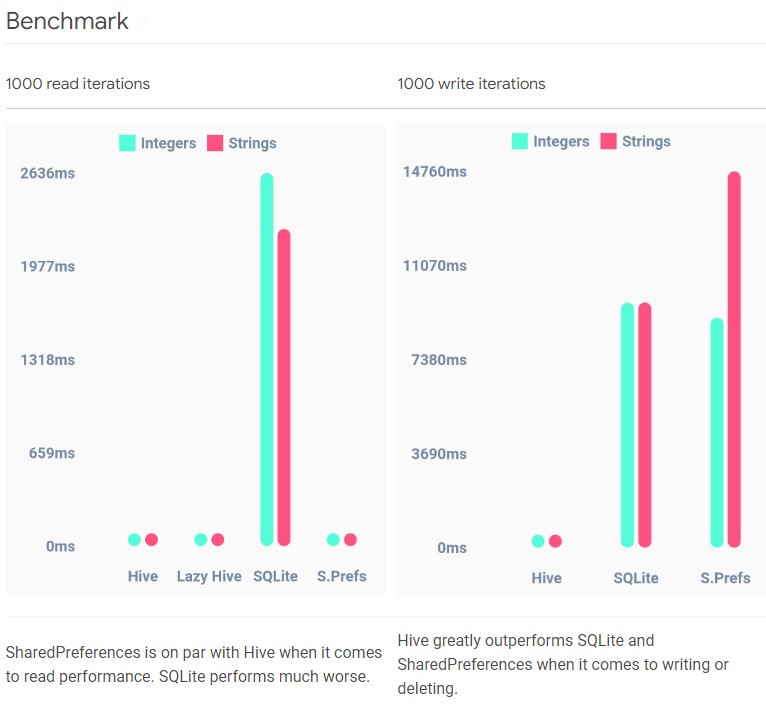 Benchmark #
1000 read iterations
1000 write iterations
Integers Strings
2636ms
1977ms
1318ms
659ms
0ms
Hive Lazy Hive SQLite S.Prefs
Integers Strings
14760ms
11070ms
7380ms
3690ms
0ms
Hive SQLite S.Prefs
SharedPreferences is on par with Hive when it comes
to read performance. SQLite performs much worse.
Hive greatly outperforms SQLite and
SharedPreferences when it comes to writing or
deleting.